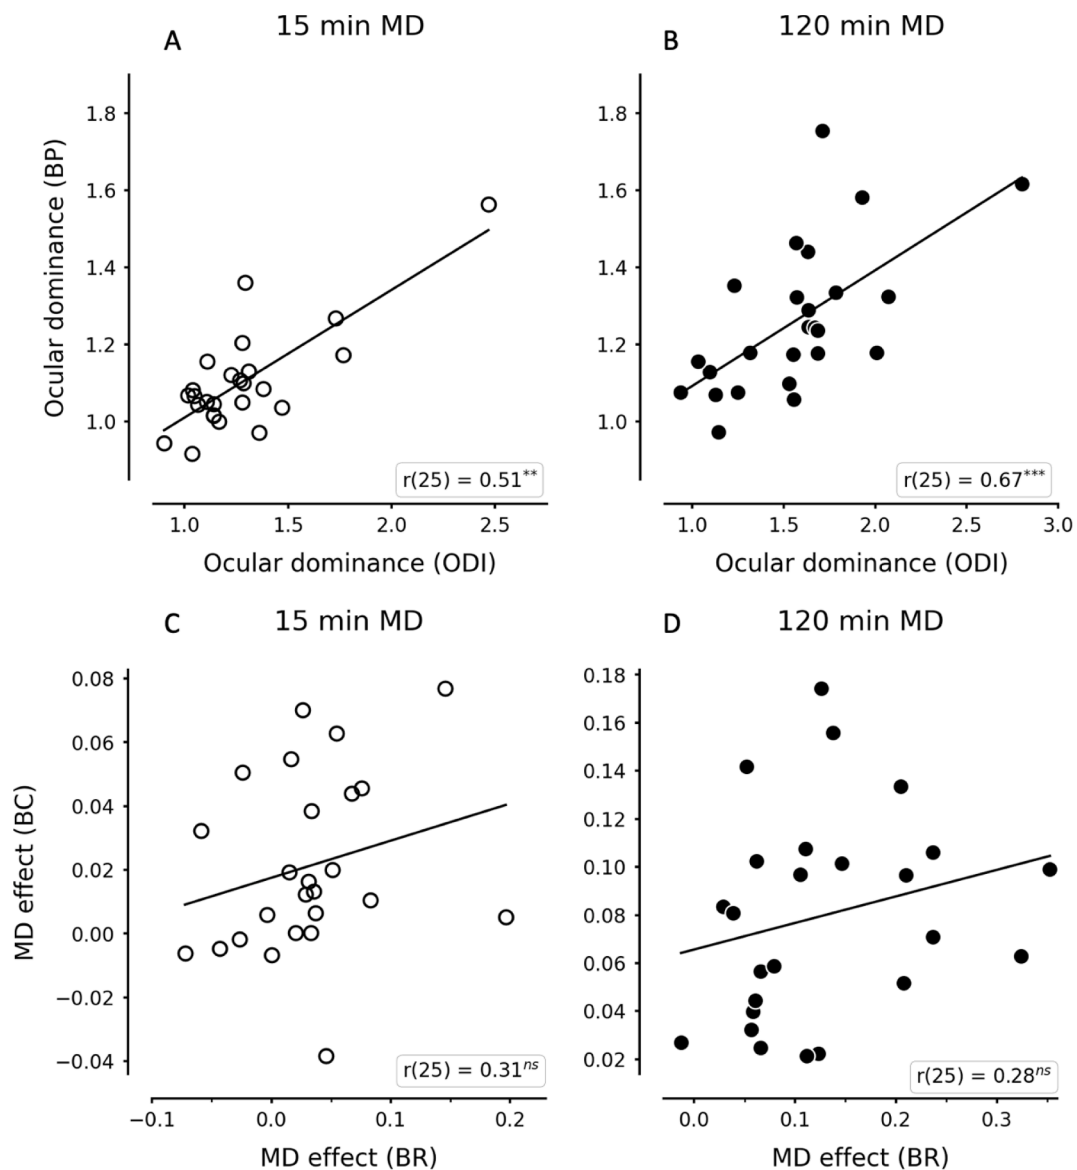 A
15 min MD
B
120 min MD
Ocular dominance (BP)
1.8
1.6
1.4
1.2
1.0
r(25) = 0.51**
1.0
1.5
2.0
2.5
Ocular dominance (ODI)
1.8
1.6
1.4
1.2
1.0
r(25) = 0.67***
1.0
1.5
2.0
2.5
3.0
Ocular dominance (ODI)
C
15 min MD
D
120 min MD
MD effect (BC)
0.08
0.06
0.04
0.02
0.00
−0.02
−0.04
r(25) = 0.31ns
−0.1
0.0
0.1
0.2
MD effect (BR)
0.18
0.16
0.14
0.12
0.10
0.08
0.06
0.04
0.02
r(25) = 0.28ns
0.0
0.1
0.2
0.3
MD effect (BR)